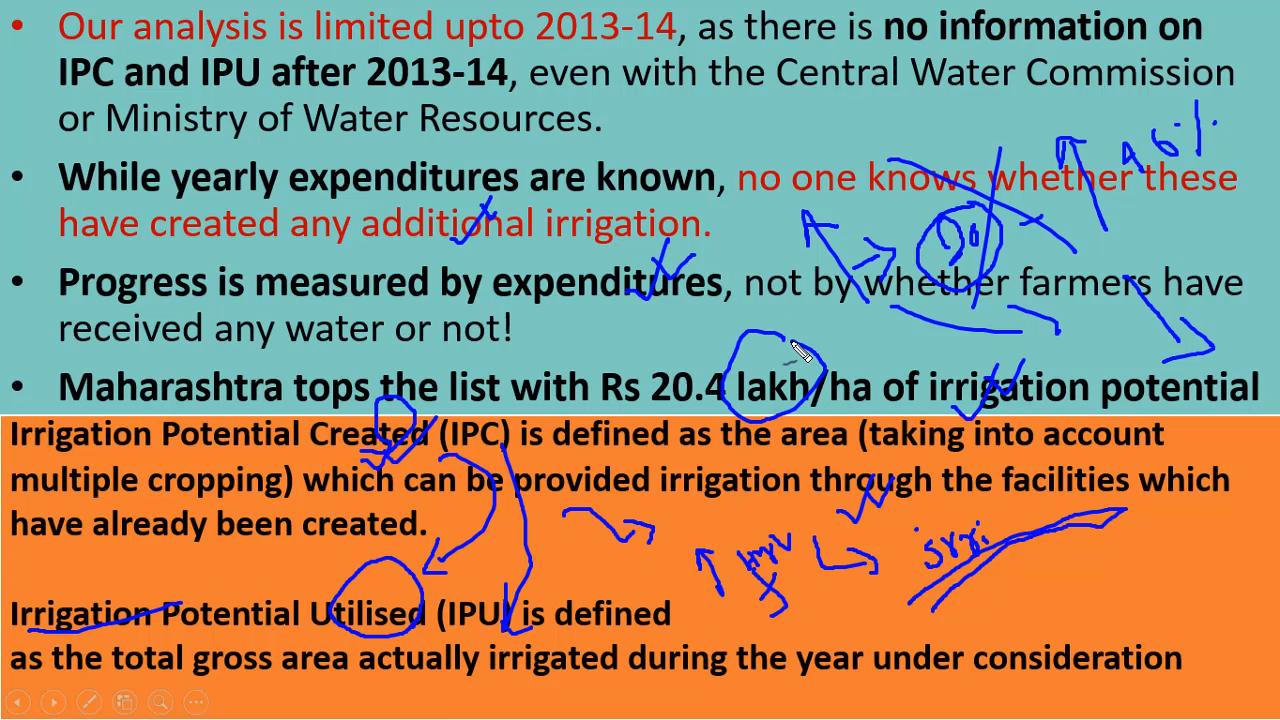 • Our analysis is limited upto 2013-14, as there is no information on
IPC and IPU after 2013-14, even with the Central Water Commission
or Ministry of Water Resources.
• While yearly expenditures are known, no one knows whether these
have created any additional irrigation.
• Progress is measured by expenditures, not by whether farmers have
received any water or not!
• Maharashtra tops the list with Rs 20.4 lakh/ha of irrigation potential
Irrigation Potential Created (IPC) is defined as the area (taking into account
multiple cropping) which can be provided irrigation through the facilities which
have already been created.
irri.
Irrigation Potential Utilised (IPU) is defined
as the total gross area actually irrigated during the year under consideration